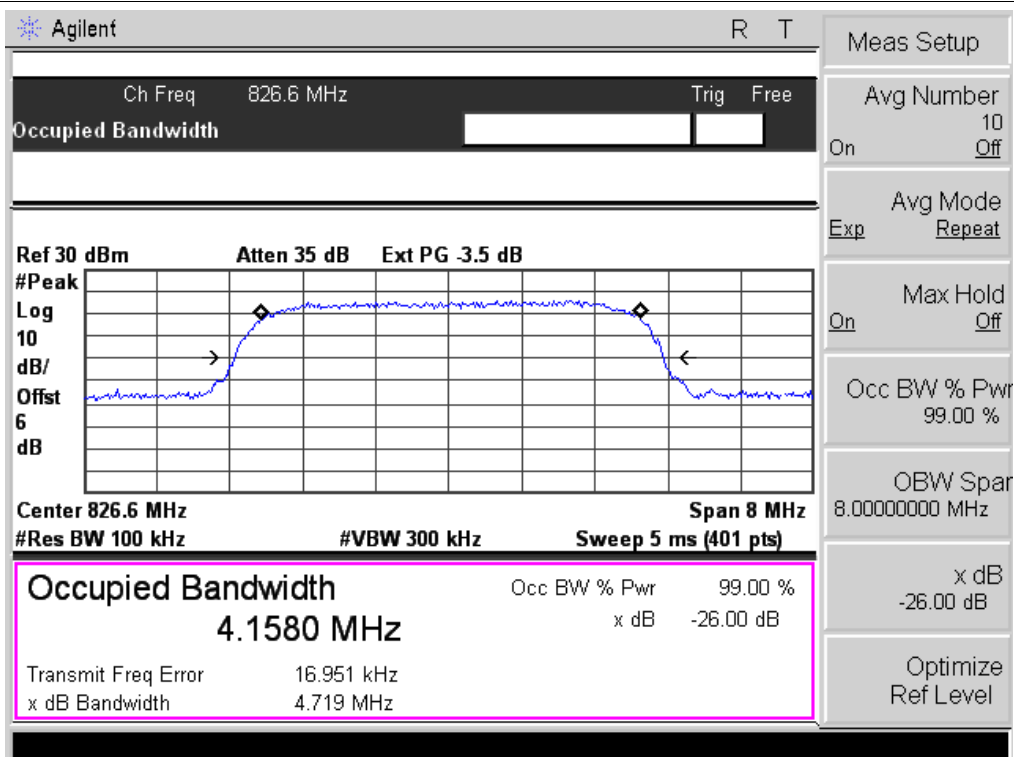 Agilent R T
Ch Freq 826.6 MHz Trig Free
Occupied Bandwidth
Ref 30 dBm Atten 35 dB Ext PG -3.5 dB
#Peak
Log
10
dB/
Offst
6
dB
Center 826.6 MHz Span 8 MHz
#Res BW 100 kHz #VBW 300 kHz Sweep 5 ms (401 pts)
Occupied Bandwidth
4.1580 MHz
Occ BW % Pwr 99.00 %
x dB -26.00 dB
Transmit Freq Error 16.951 kHz
x dB Bandwidth 4.719 MHz
Meas Setup
Avg Number
10
On Off
Avg Mode
Exp Repeat
Max Hold
On Off
Occ BW % Pwr
99.00 %
OBW Span
8.00000000 MHz
x dB
-26.00 dB
Optimize
Ref Level